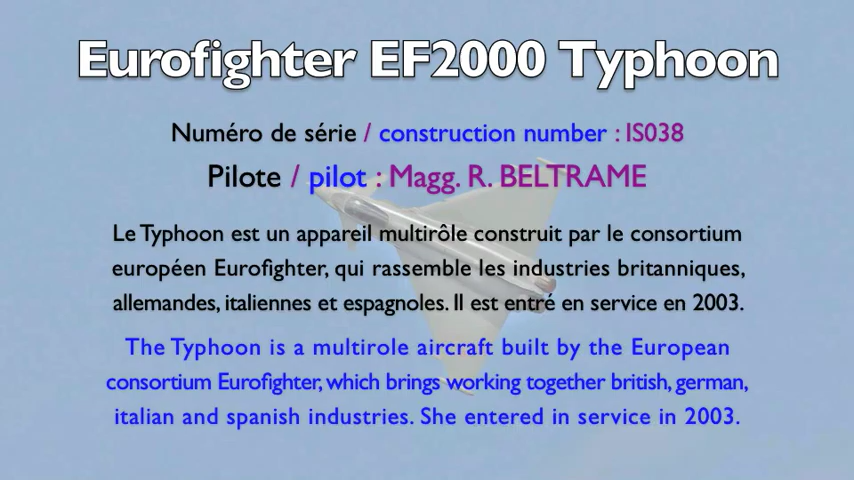 Eurofighter EF2000 Typhoon
Numéro de série / construction number : IS038
Pilote / pilot : Magg. R. BELTRAME
Le Typhoon est un appareil multirôle construit par le consortium
européen Eurofighter, qui rassemble les industries britanniques,
allemandes, italiennes et espagnoles. Il est entré en service en 2003.
The Typhoon is a multirole aircraft built by the European
consortium Eurofighter, which brings working together british, german,
italian and spanish industries. She entered in service in 2003.